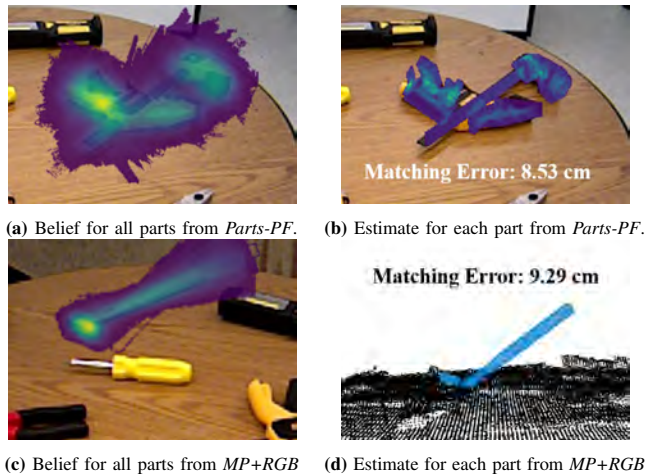 Matching Error: 8.53 cm
(a) Belief for all parts from Parts-PF.
(b) Estimate for each part from Parts-PF.
Matching Error: 9.29 cm
(c) Belief for all parts from MP+RGB
(d) Estimate for each part from MP+RGB